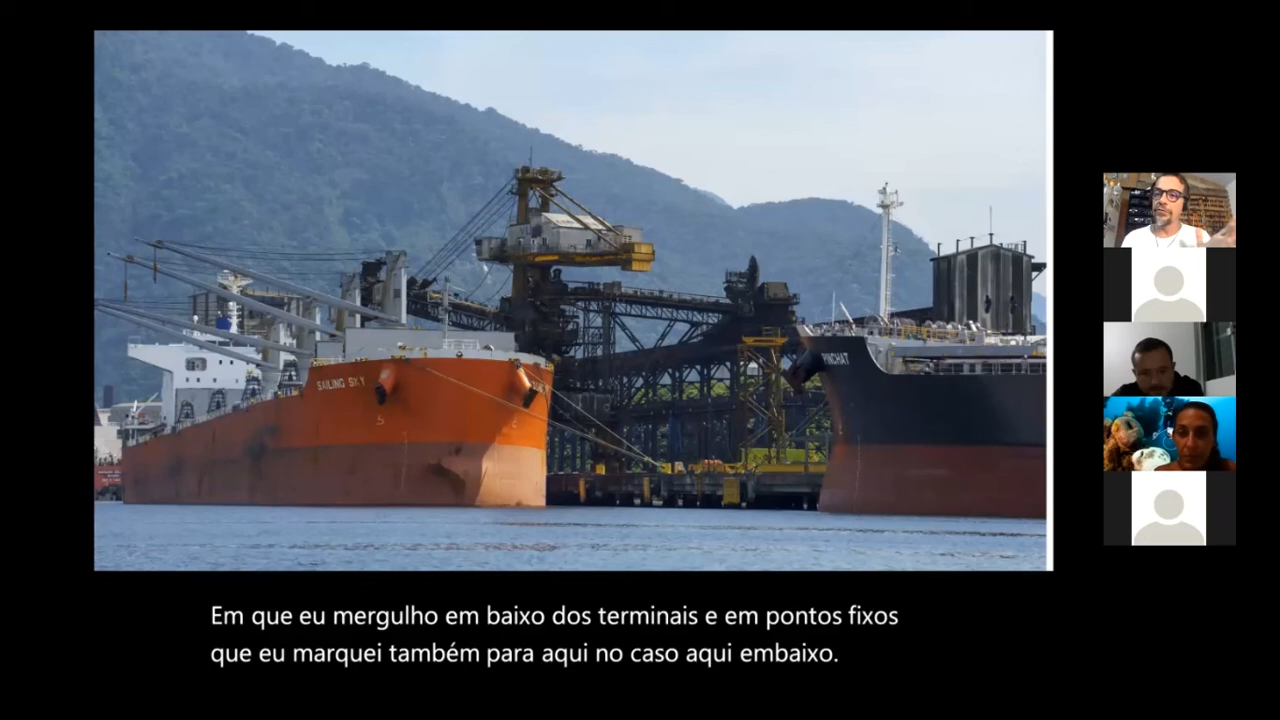 SAILING SKY
PINCHAT
Em que eu mergulho em baixo dos terminais e em pontos fixos
que eu marquei também para aqui no caso aqui embaixo.